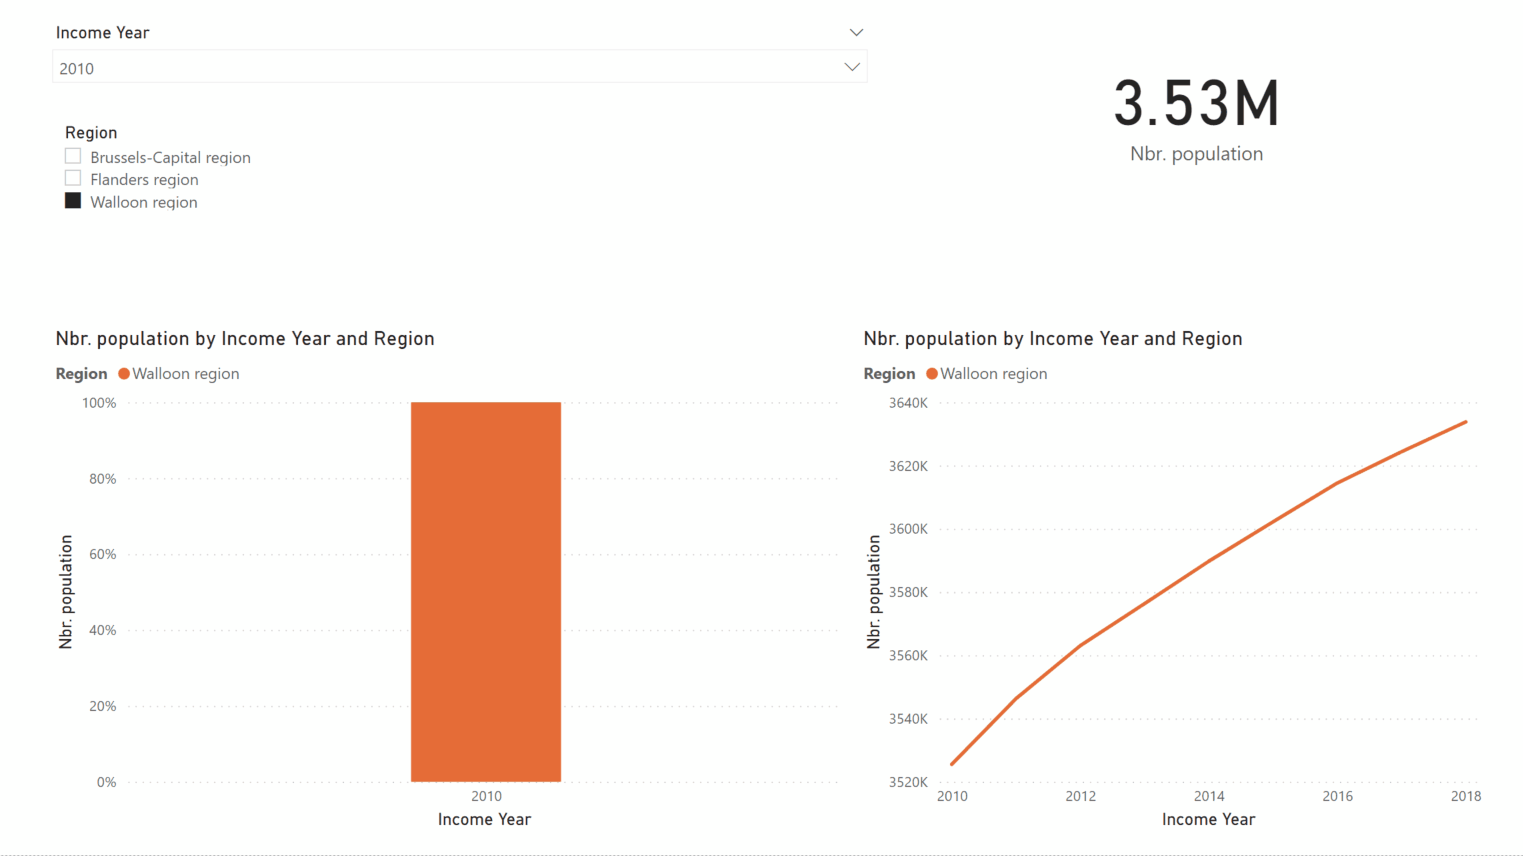 Income Year
2010
Region
Brussels-Capital region
Flanders region
Walloon region
3.53M
Nbr. population
Nbr. population by Income Year and Region
Region Walloon region
100%
80%
60%
40%
20%
0%
Nbr. population
2010
Income Year
Nbr. population by Income Year and Region
Region Walloon region
3640K
3620K
3600K
3580K
3560K
3540K
3520K
Nbr. population
2010 2012 2014 2016 2018
Income Year